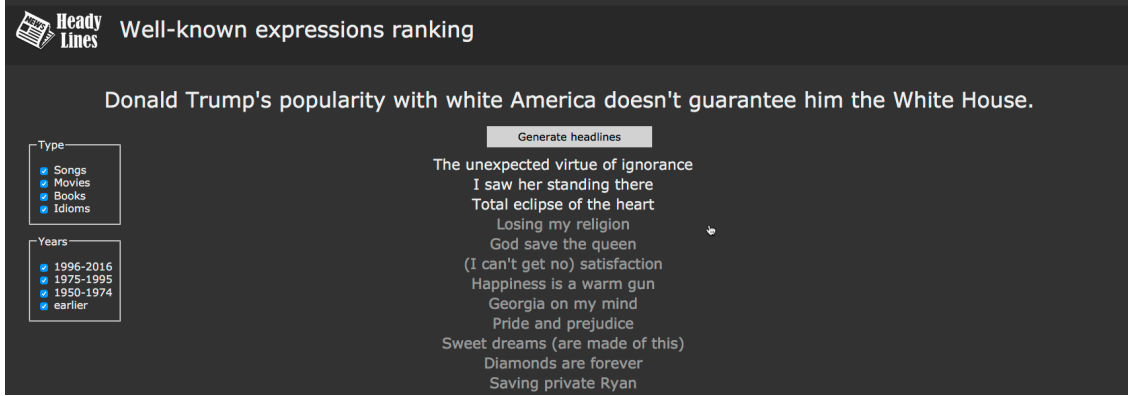 NEWS
Heady
Lines
Well-known expressions ranking
Donald Trump's popularity with white America doesn't guarantee him the White House.
Generate headlines
Type
Songs
Movies
Books
Idioms
Years
1996-2016
1975-1995
1950-1974
earlier
The unexpected virtue of ignorance
I saw her standing there
Total eclipse of the heart
Losing my religion
God save the queen
(I can't get no) satisfaction
Happiness is a warm gun
Georgia on my mind
Pride and prejudice
Sweet dreams (are made of this)
Diamonds are forever
Saving private Ryan